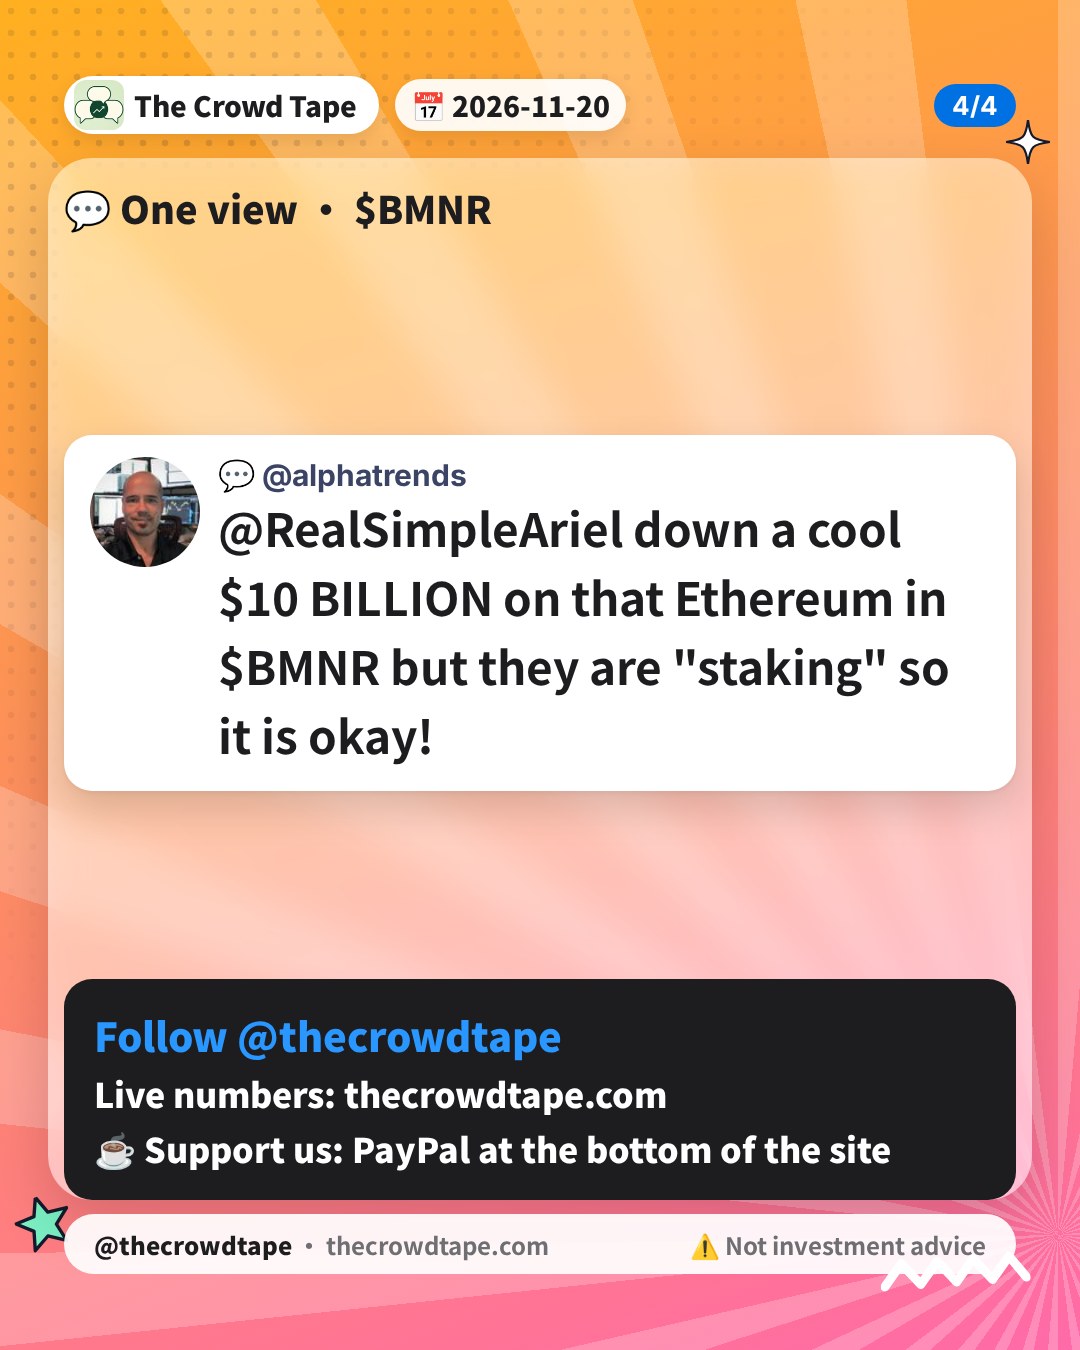 The Crowd Tape
📅 2026-11-20
4/4
💬 One view • $BMNR
💬 @alphatrends
@RealSimpleAriel down a cool
$10 BILLION on that Ethereum in
$BMNR but they are "staking" so
it is okay!
Follow @thecrowdtape
Live numbers: thecrowdtape.com
☕ Support us: PayPal at the bottom of the site
@thecrowdtape • thecrowdtape.com
⚠️ Not investment advice